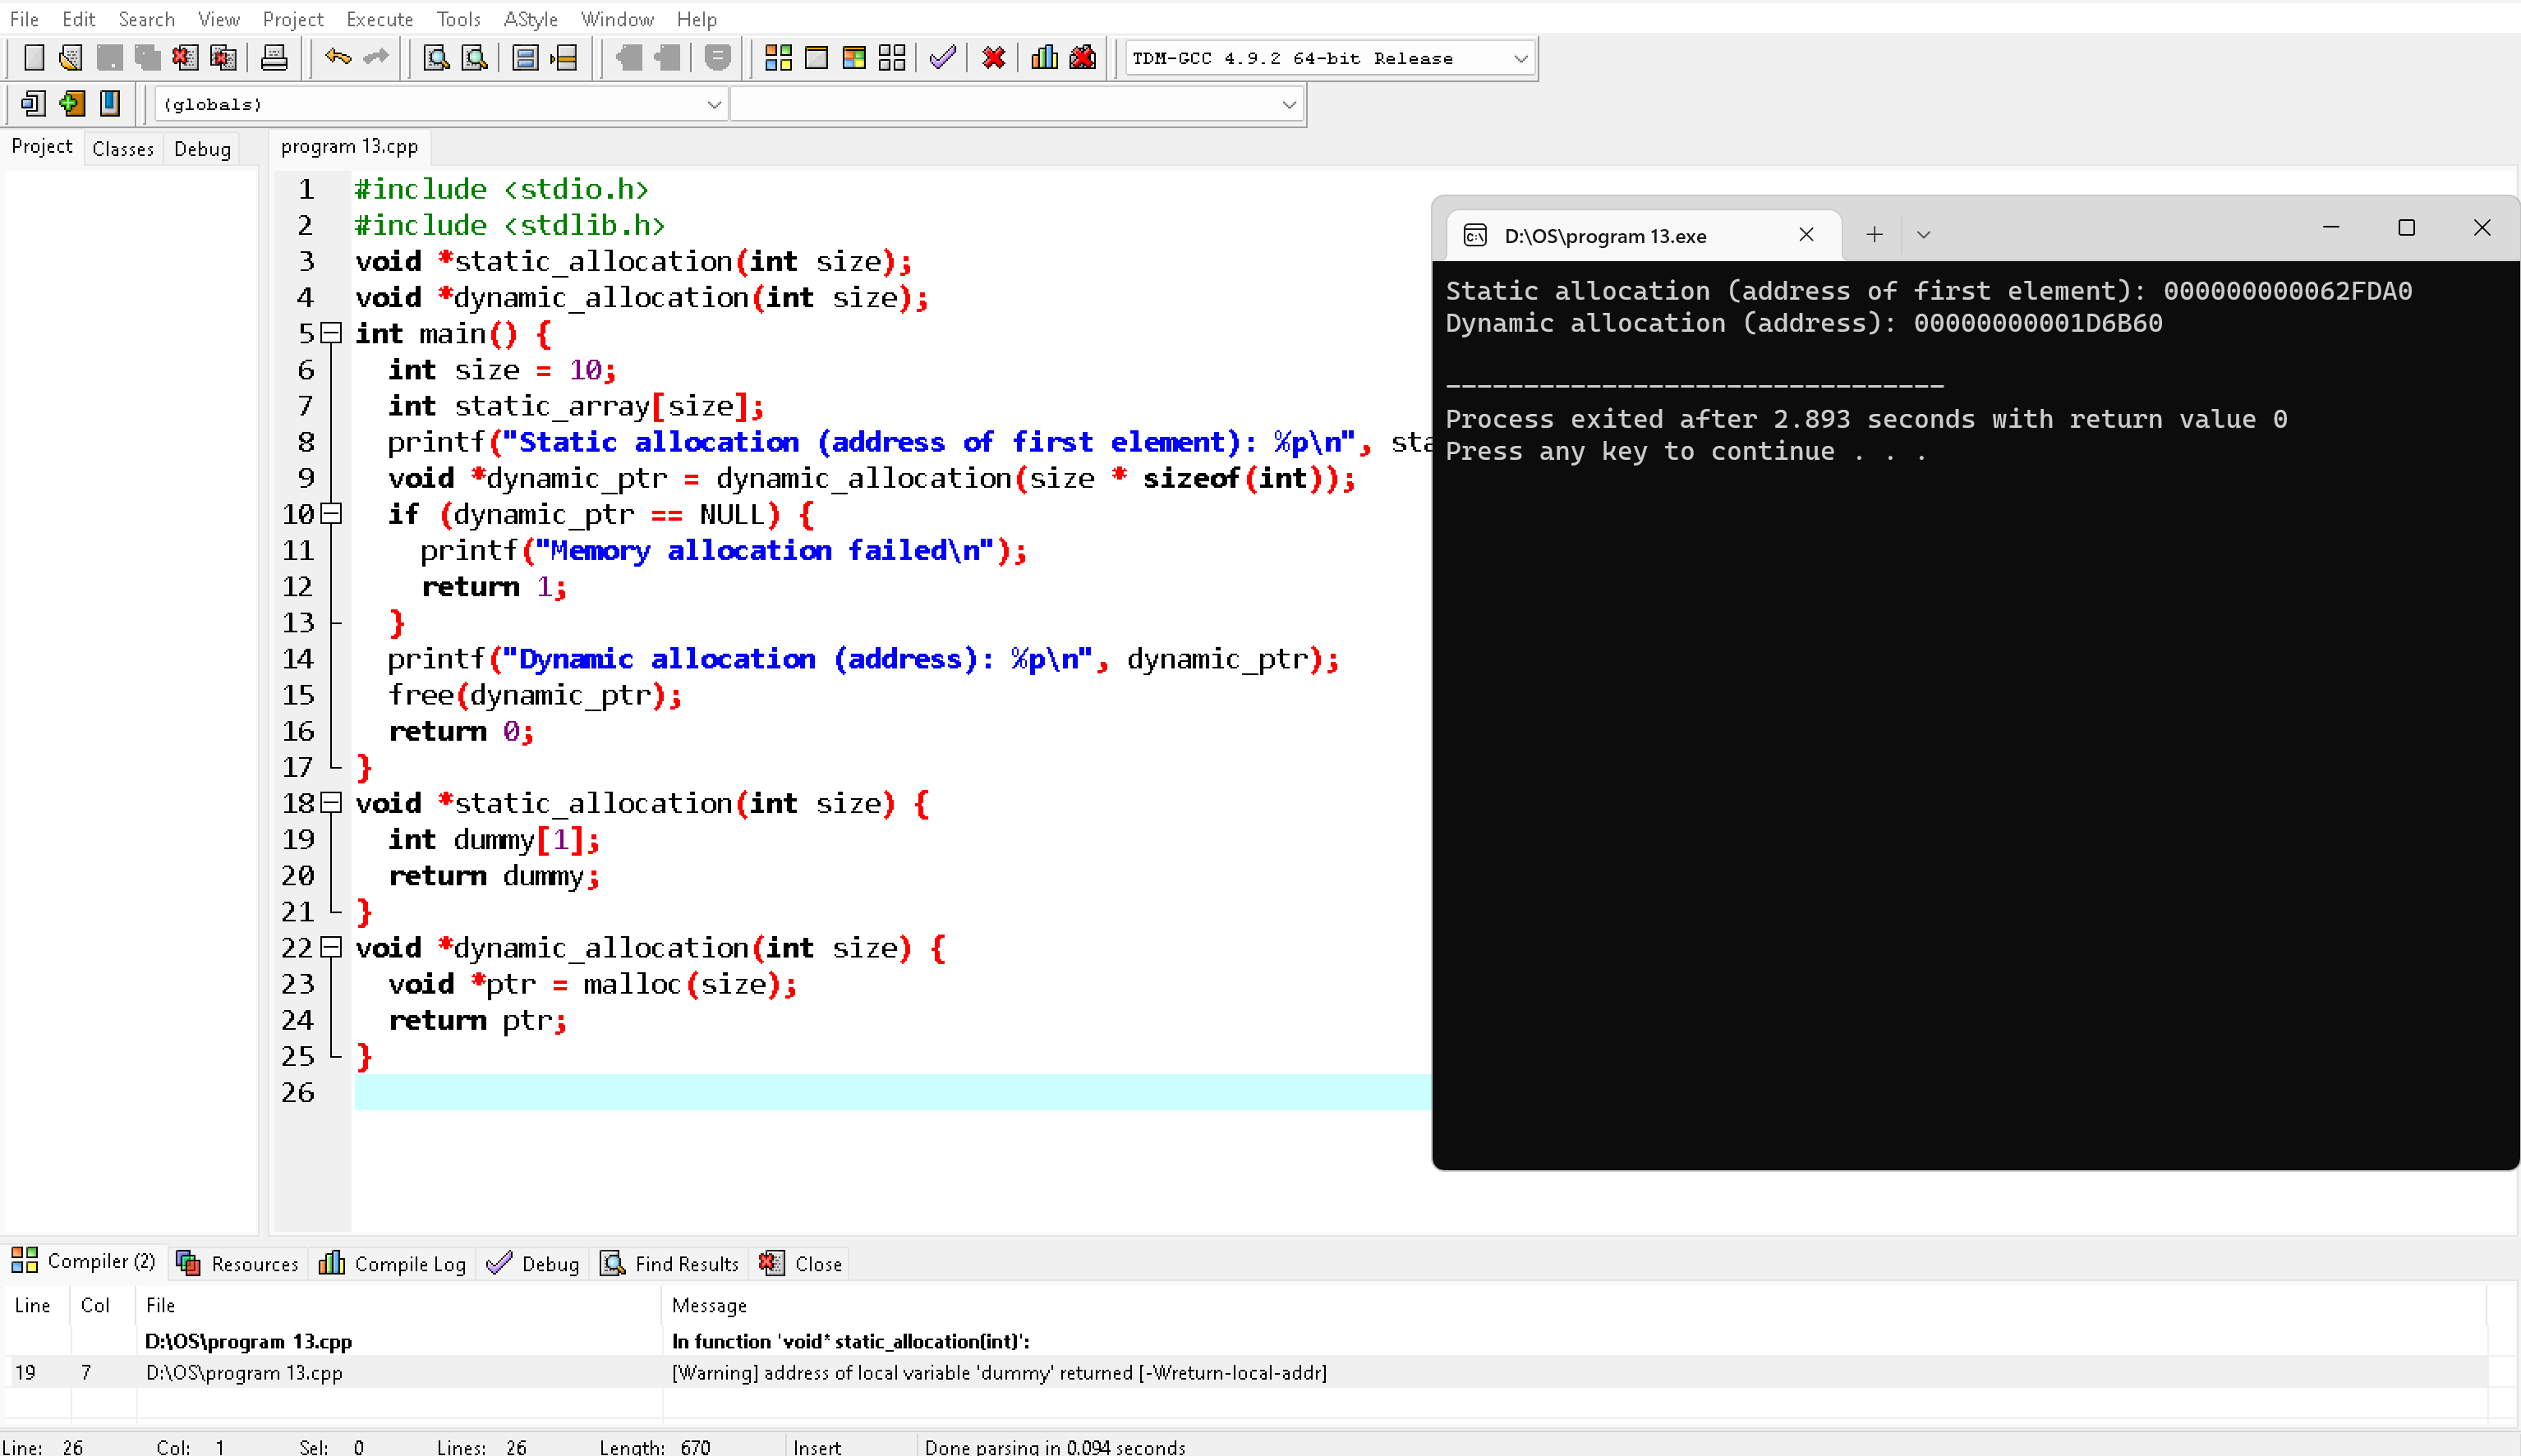 File Edit Search View Project Execute Tools AStyle Window Help
TDM-GCC 4.9.2 64-bit Release
(globals)
Project Classes Debug
program 13.cpp
1 #include <stdio.h>
2 #include <stdlib.h>
3 void *static_allocation(int size);
4 void *dynamic_allocation(int size);
5 int main() {
6 int size = 10;
7 int static_array[size];
8 printf("Static allocation (address of first element): %p\n", sta
9 void *dynamic_ptr = dynamic_allocation(size * sizeof(int));
10 if (dynamic_ptr == NULL) {
11 printf("Memory allocation failed\n");
12 return 1;
13 }
14 printf("Dynamic allocation (address): %p\n", dynamic_ptr);
15 free(dynamic_ptr);
16 return 0;
17 }
18 void *static_allocation(int size) {
19 int dummy[1];
20 return dummy;
21 }
22 void *dynamic_allocation(int size) {
23 void *ptr = malloc(size);
24 return ptr;
25 }
26
D:\OS\program 13.exe
Static allocation (address of first element): 000000000062FDA0
Dynamic allocation (address): 00000000001D6B60
--------------------------------
Process exited after 2.893 seconds with return value 0
Press any key to continue . . .
Compiler (2) Resources Compile Log Debug Find Results Close
Line Col File Message
D:\OS\program 13.cpp In function 'void* static_allocation(int)':
19 7 D:\OS\program 13.cpp [Warning] address of local variable 'dummy' returned [-Wreturn-local-addr]
Line: 26 Col: 1 Sel: 0 Lines: 26 Length: 670 Insert Done parsing in 0.094 seconds